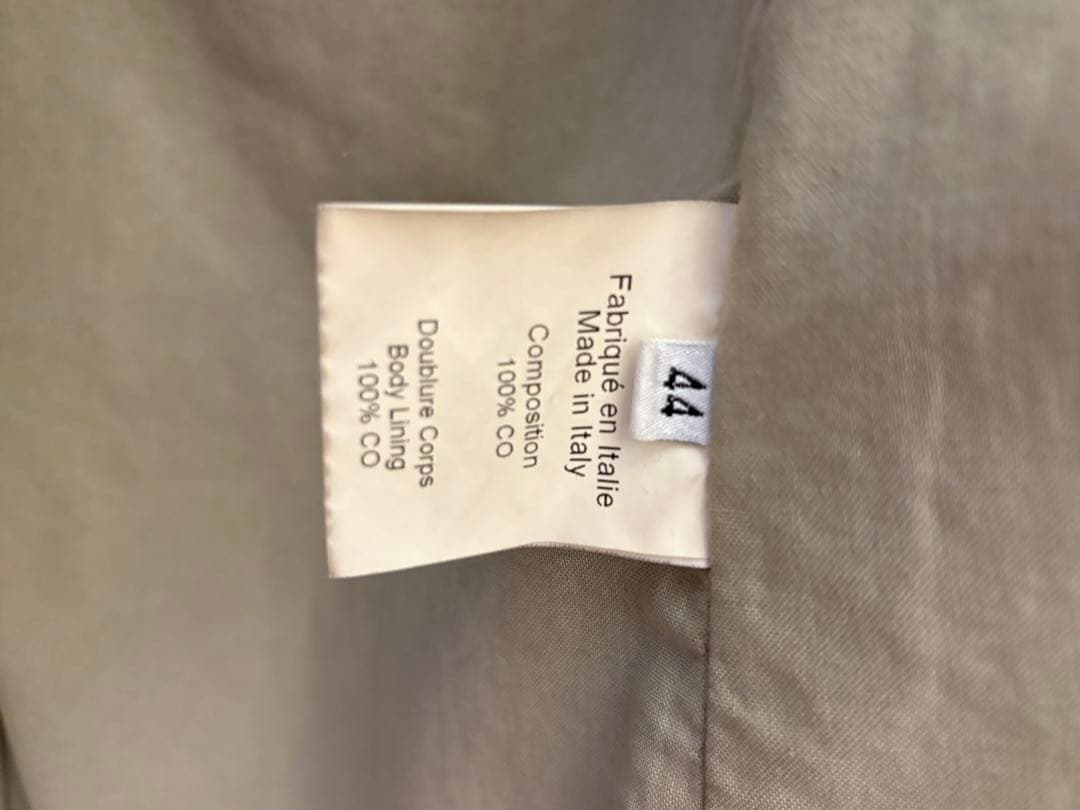 44
Fabriqué en Italie
Made in Italy
Composition
100% CO
Doublure Corps
Body Lining
100% CO